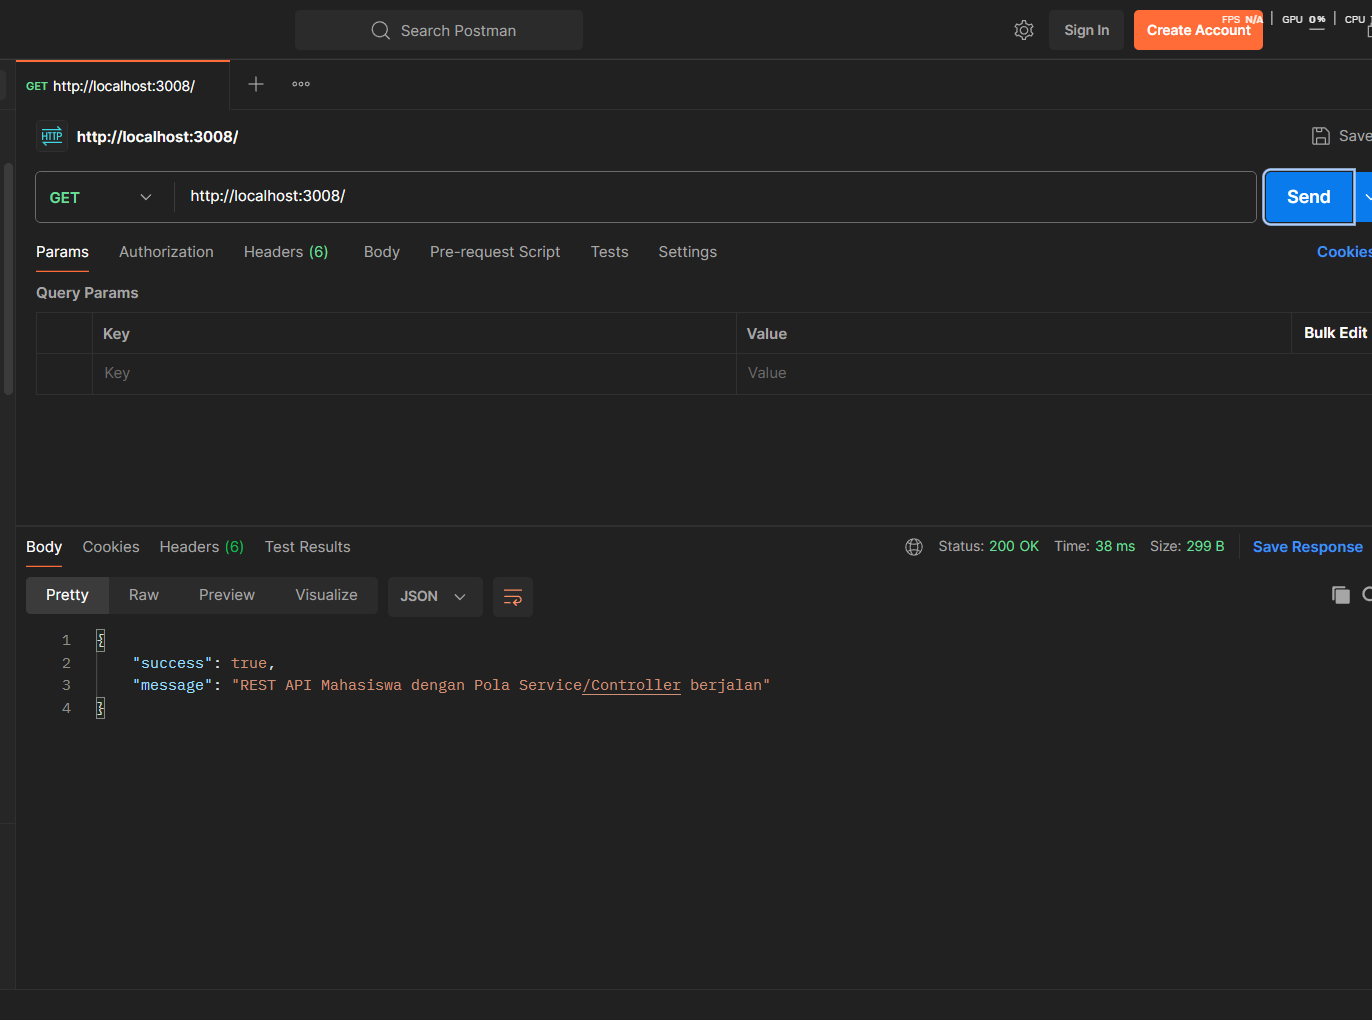 Search Postman
Sign In
Create Account
FPS N/A
GPU 0%
CPU
GET http://localhost:3008/
HTTP
http://localhost:3008/
Save
GET
http://localhost:3008/
Send
Params Authorization Headers (6) Body Pre-request Script Tests Settings
Cookies
Query Params
Key Value Bulk Edit
Key Value
Body Cookies Headers (6) Test Results
Status: 200 OK Time: 38 ms Size: 299 B Save Response
Pretty Raw Preview Visualize JSON
1 {
2 "success": true,
3 "message": "REST API Mahasiswa dengan Pola Service/Controller berjalan"
4 }